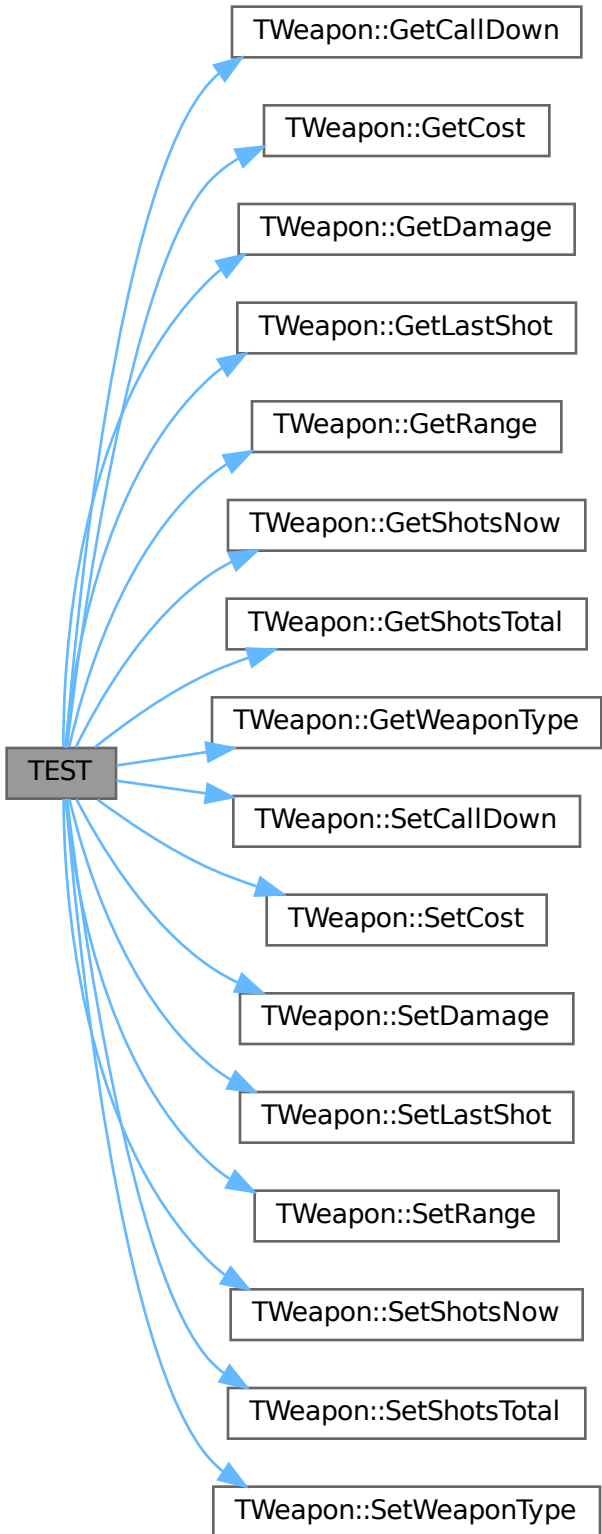 TWeapon::GetCallDown
TWeapon::GetCost
TWeapon::GetDamage
TWeapon::GetLastShot
TWeapon::GetRange
TWeapon::GetShotsNow
TWeapon::GetShotsTotal
TWeapon::GetWeaponType
TEST
TWeapon::SetCallDown
TWeapon::SetCost
TWeapon::SetDamage
TWeapon::SetLastShot
TWeapon::SetRange
TWeapon::SetShotsNow
TWeapon::SetShotsTotal
TWeapon::SetWeaponType